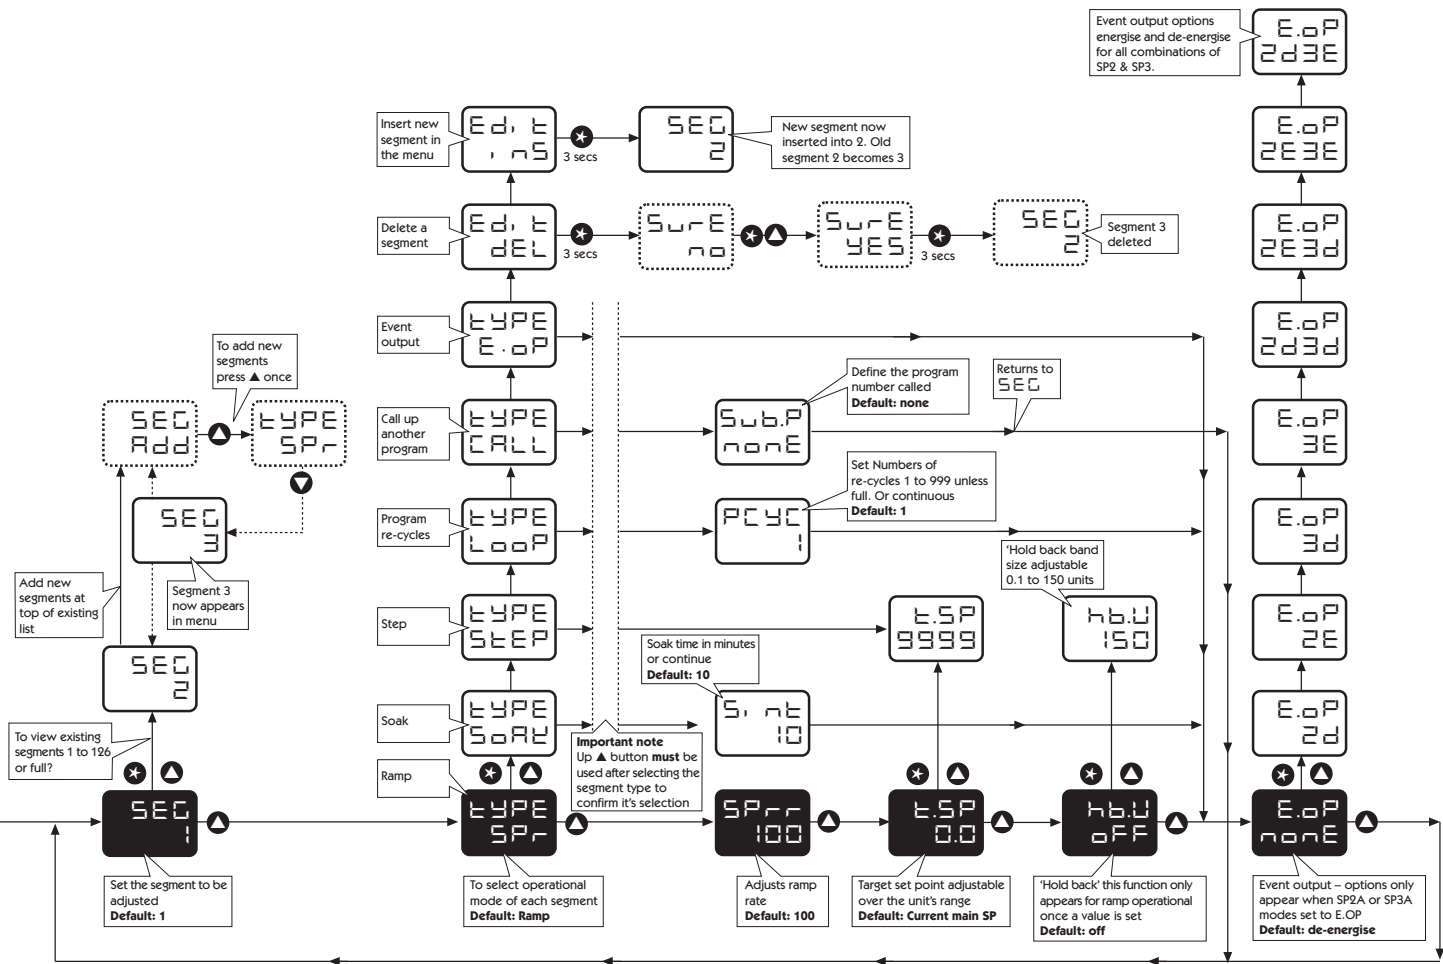 Event output options
energise and de-energise
for all combinations of
SP2 & SP3.
E.oP
2d3E
Insert new
segment in
the menu
Edit
inS
3 secs
SEG
2
New segment now
inserted into 2. Old
segment 2 becomes 3
E.oP
2E3E
Delete a
segment
Edit
dEL
3 secs
SurE
no
SurE
YES
3 secs
SEG
2
Segment 3
deleted
E.oP
2E3d
Event
output
tYPE
E.oP
E.oP
2d3d
To add new
segments
press ▲ once
SEG
Add
tYPE
SPr
Call up
another
program
tYPE
CALL
Sub.P
nonE
Define the program
number called
Default: none
Returns to
SEG
E.oP
3E
SEG
3
Segment 3
now appears
in menu
Add new
segments at
top of existing
list
Program
re-cycles
tYPE
LooP
PCYC
1
Set Numbers of
re-cycles 1 to 999 unless
full. Or continuous
Default: 1
E.oP
3d
'Hold back band
size adjustable
0.1 to 150 units
hb.U
150
Step
tYPE
StEP
t.SP
9999
E.oP
2E
SEG
2
To view existing
segments 1 to 126
or full?
Soak
tYPE
SoAK
Soak time in minutes
or continue
Default: 10
Sint
10
E.oP
2d
Important note
Up ▲ button must be
used after selecting the
segment type to
confirm it's selection
Ramp
SEG
1
Set the segment to be
adjusted
Default: 1
tYPE
SPr
To select operational
mode of each segment
Default: Ramp
SPrr
100
Adjusts ramp
rate
Default: 100
t.SP
0.0
Target set point adjustable
over the unit's range
Default: Current main SP
hb.U
oFF
'Hold back' this function only
appears for ramp operational
once a value is set
Default: off
E.oP
nonE
Event output – options only
appear when SP2A or SP3A
modes set to E.OP
Default: de-energise